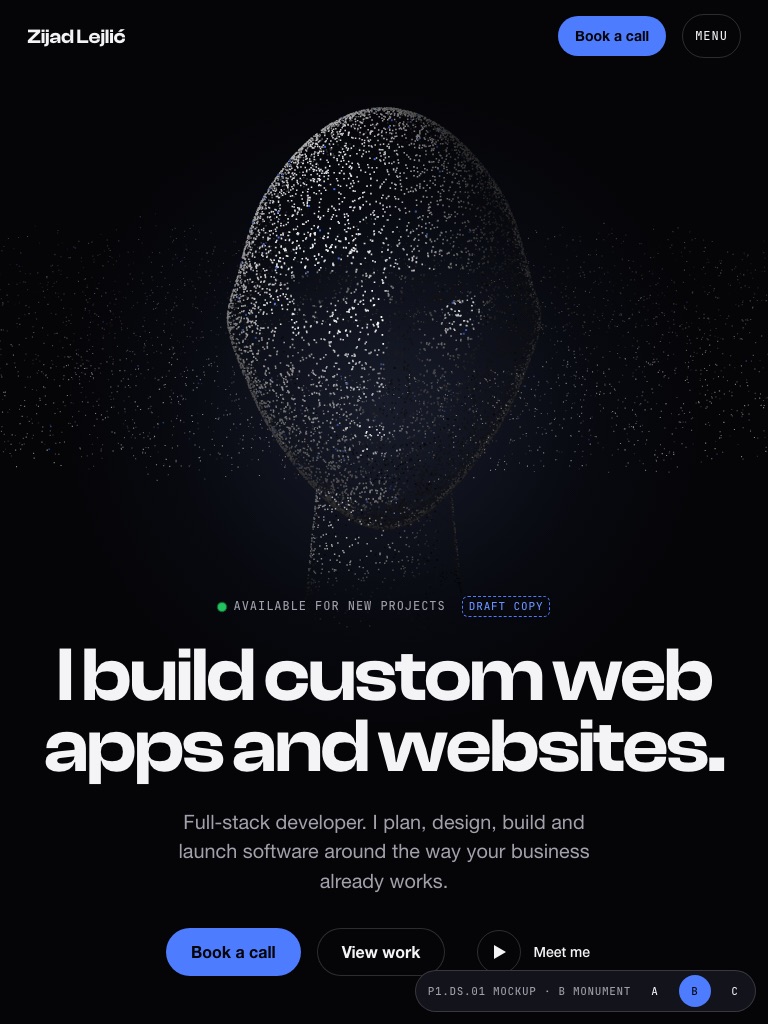 Zijad Lejlić
Book a call
MENU
AVAILABLE FOR NEW PROJECTS DRAFT COPY
I build custom web
apps and websites.
Full-stack developer. I plan, design, build and
launch software around the way your business
already works.
Book a call
View work
Meet me
P1.DS.01 MOCKUP · B MONUMENT A B C